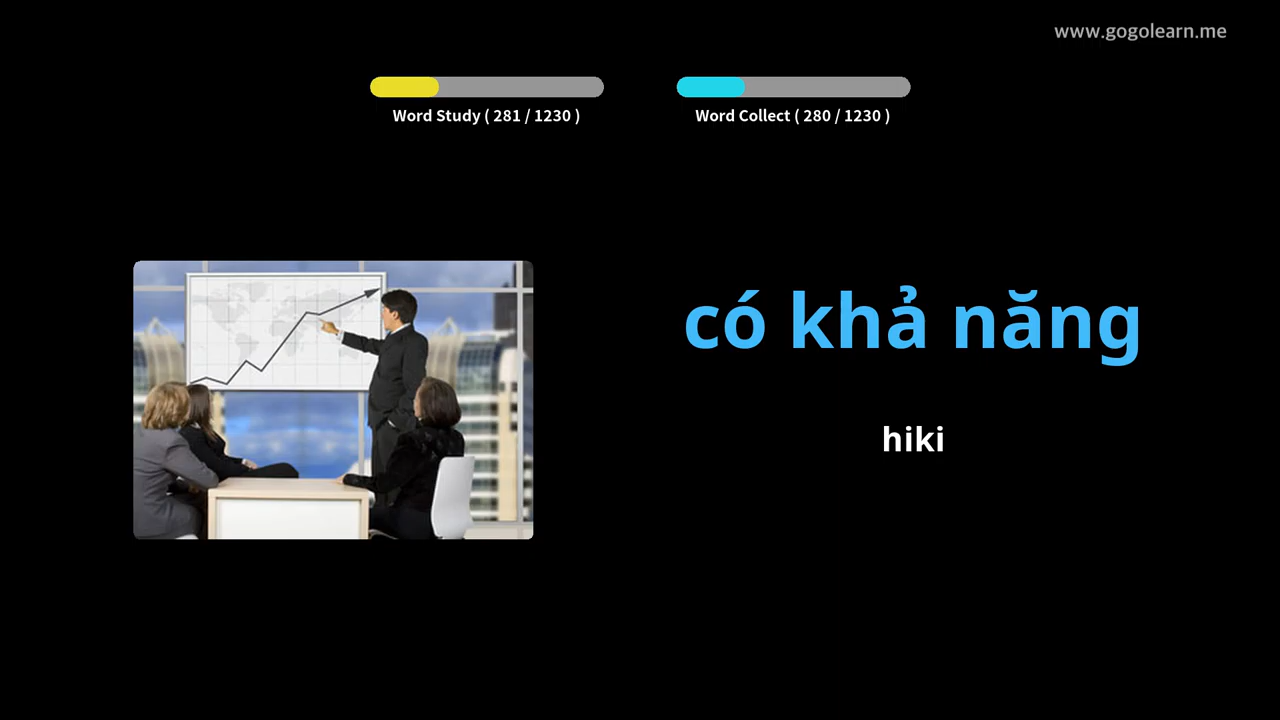 www.gogolearn.me
Word Study ( 281 / 1230 )
Word Collect ( 280 / 1230 )
có khả năng
hiki